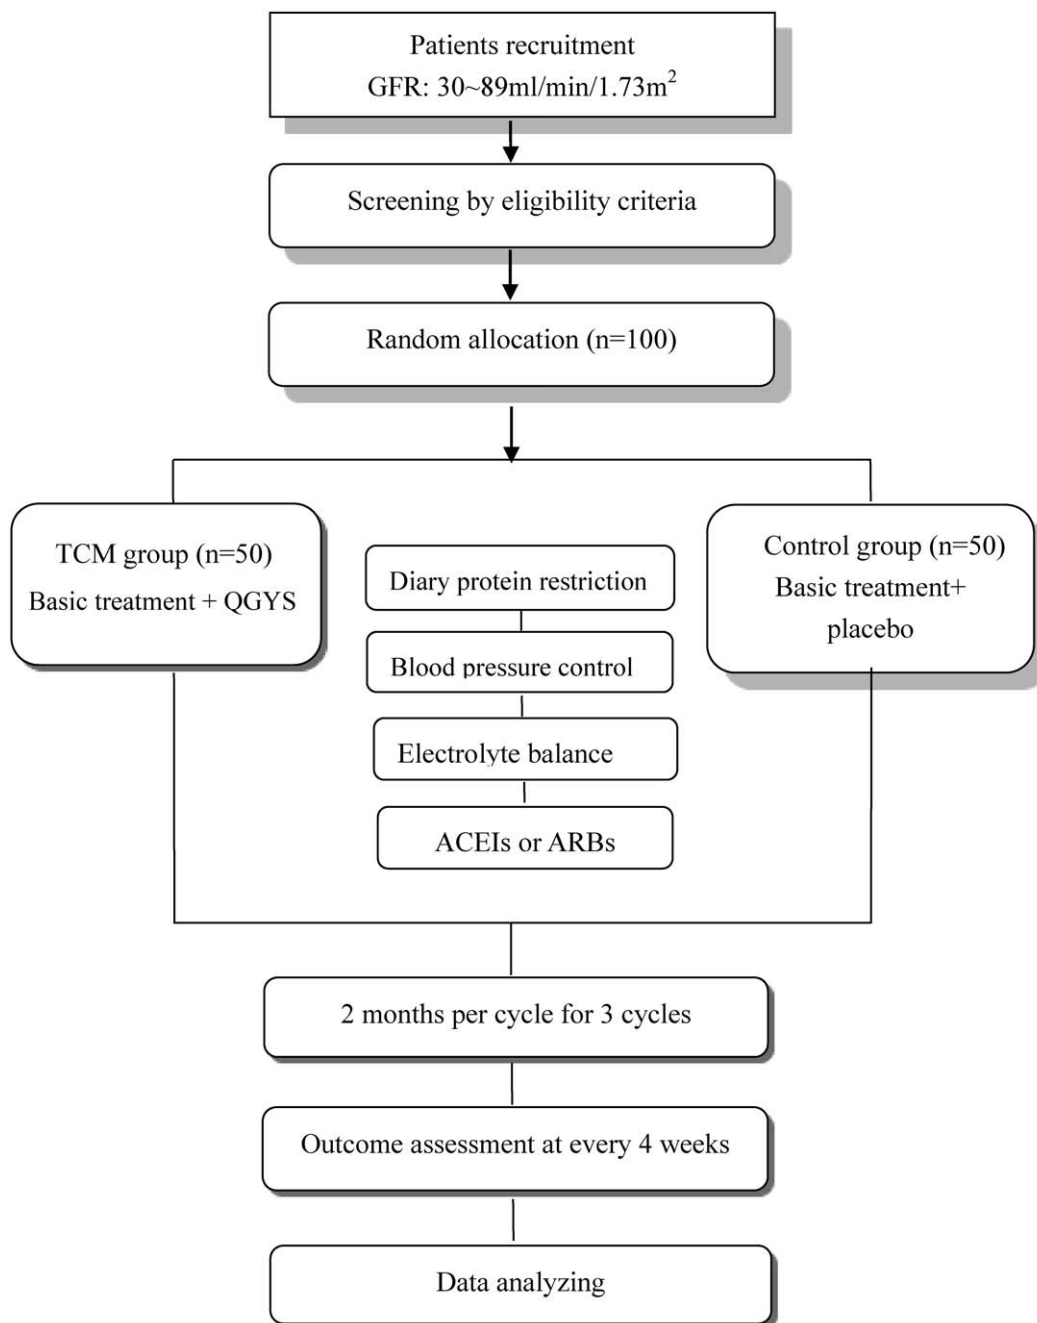 Patients recruitment
GFR: 30~89ml/min/1.73m²
Screening by eligibility criteria
Random allocation (n=100)
TCM group (n=50)
Basic treatment + QGYS
Diary protein restriction
Blood pressure control
Electrolyte balance
ACEIs or ARBs
Control group (n=50)
Basic treatment+
placebo
2 months per cycle for 3 cycles
Outcome assessment at every 4 weeks
Data analyzing